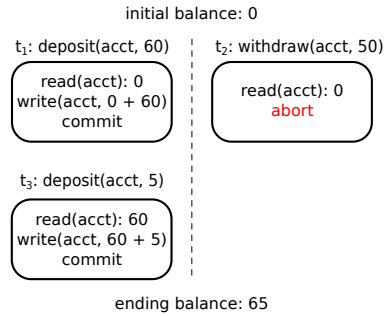 initial balance: 0
t₁: deposit(acct, 60)
read(acct): 0
write(acct, 0 + 60)
commit
t₂: withdraw(acct, 50)
read(acct): 0
abort
t₃: deposit(acct, 5)
read(acct): 60
write(acct, 60 + 5)
commit
ending balance: 65